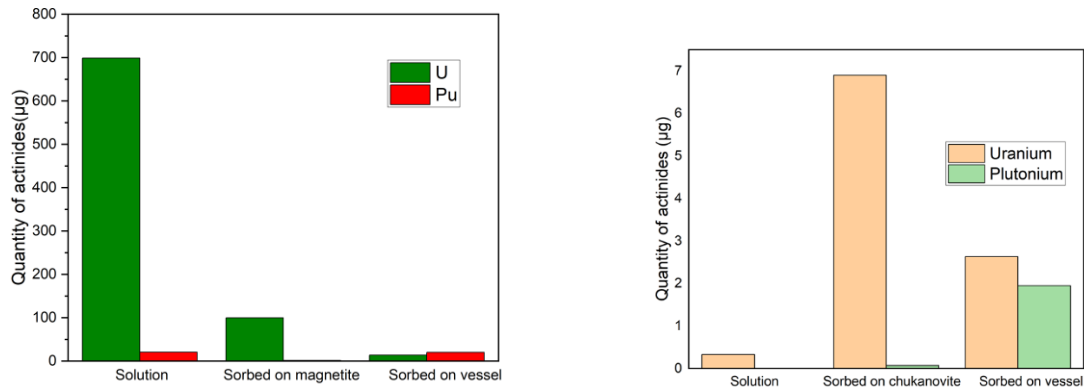 800
700
600
500
400
300
200
100
0
Quantity of actinides(µg)
U
Pu
Solution
Sorbed on magnetite
Sorbed on vessel
7
6
5
4
3
2
1
0
Quantity of actinides (µg)
Uranium
Plutonium
Solution
Sorbed on chukanovite
Sorbed on vessel